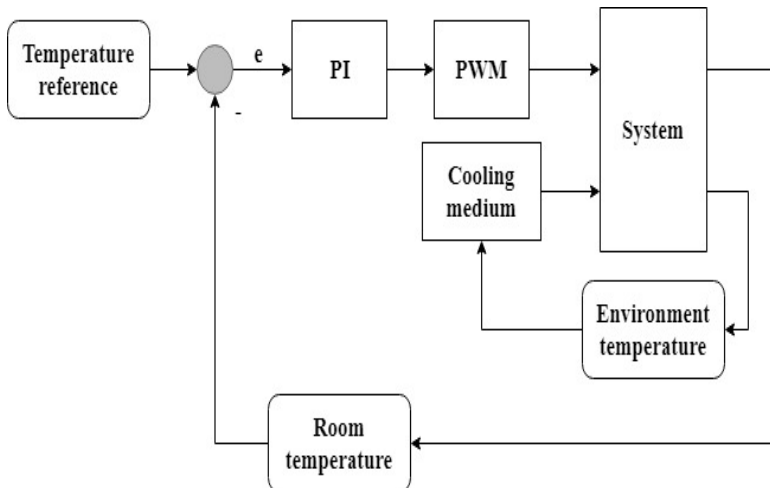 Temperature
reference
e
PI
PWM
System
-
Cooling
medium
Environment
temperature
Room
temperature